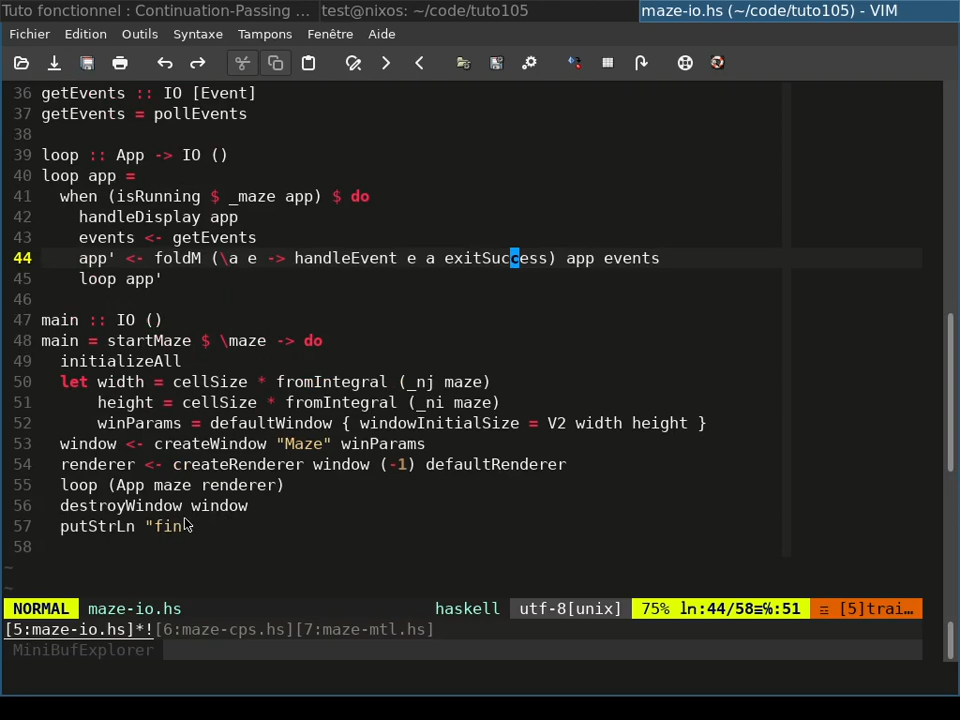 Tuto fonctionnel : Continuation-Passing ... test@nixos: ~/code/tuto105 maze-io.hs (~/code/tuto105) - VIM
Fichier Edition Outils Syntaxe Tampons Fenêtre Aide
36 getEvents :: IO [Event]
37 getEvents = pollEvents
38
39 loop :: App -> IO ()
40 loop app =
41   when (isRunning $ _maze app) $ do
42     handleDisplay app
43     events <- getEvents
44     app' <- foldM (\a e -> handleEvent e a exitSuccess) app events
45     loop app'
46
47 main :: IO ()
48 main = startMaze $ \maze -> do
49   initializeAll
50   let width = cellSize * fromIntegral (_nj maze)
51       height = cellSize * fromIntegral (_ni maze)
52       winParams = defaultWindow { windowInitialSize = V2 width height }
53   window <- createWindow "Maze" winParams
54   renderer <- createRenderer window (-1) defaultRenderer
55   loop (App maze renderer)
56   destroyWindow window
57   putStrLn "fin
58
~
~
NORMAL maze-io.hs haskell utf-8[unix] 75% ln:44/58≡℅:51 ☲ [5]trai…
[5:maze-io.hs]*![6:maze-cps.hs][7:maze-mtl.hs]
MiniBufExplorer